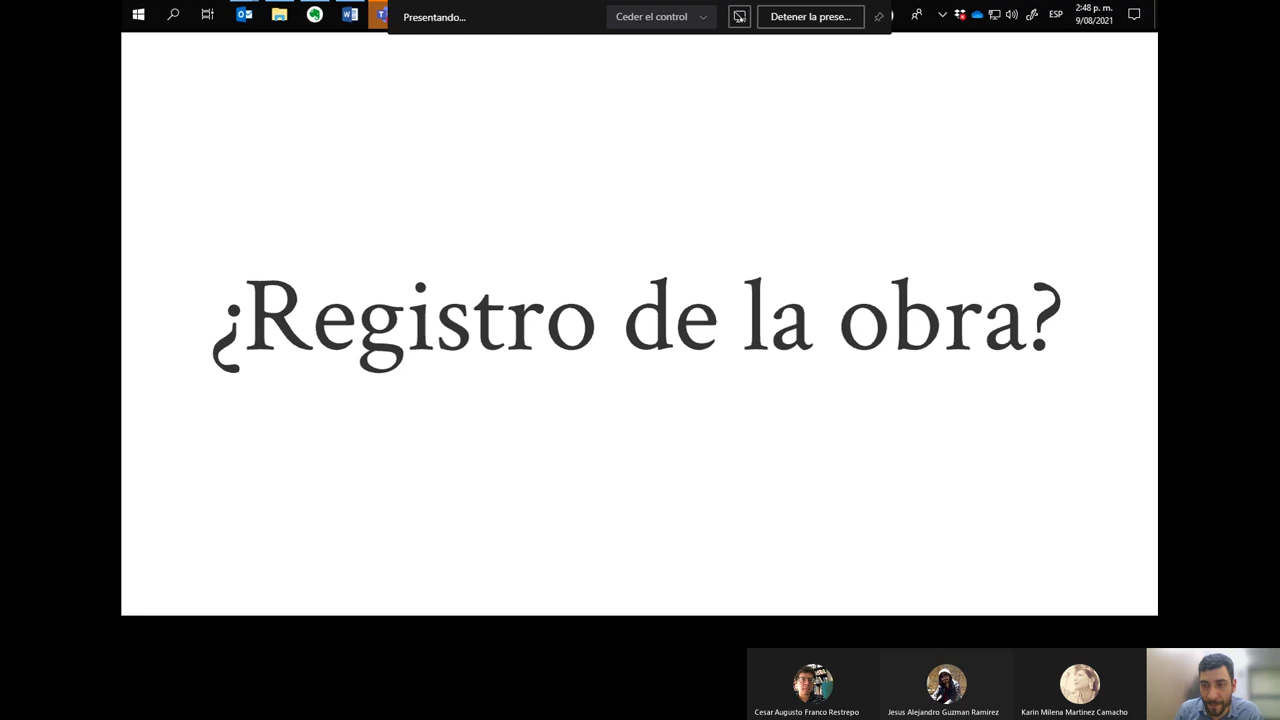 Presentando...
Ceder el control
Detener la prese...
ESP
2:48 p. m.
9/08/2021
¿Registro de la obra?
Cesar Augusto Franco Restrepo
Jesus Alejandro Guzman Ramirez
Karin Milena Martinez Camacho